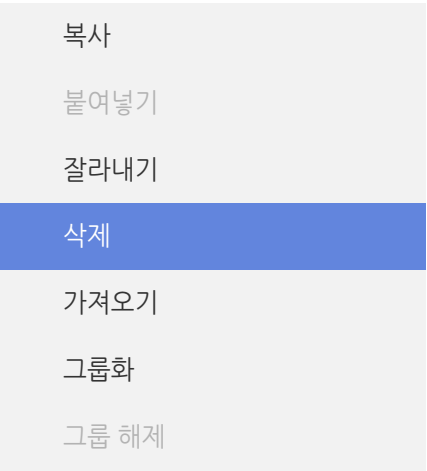 복사
붙여넣기
잘라내기
삭제
가져오기
그룹화
그룹 해제